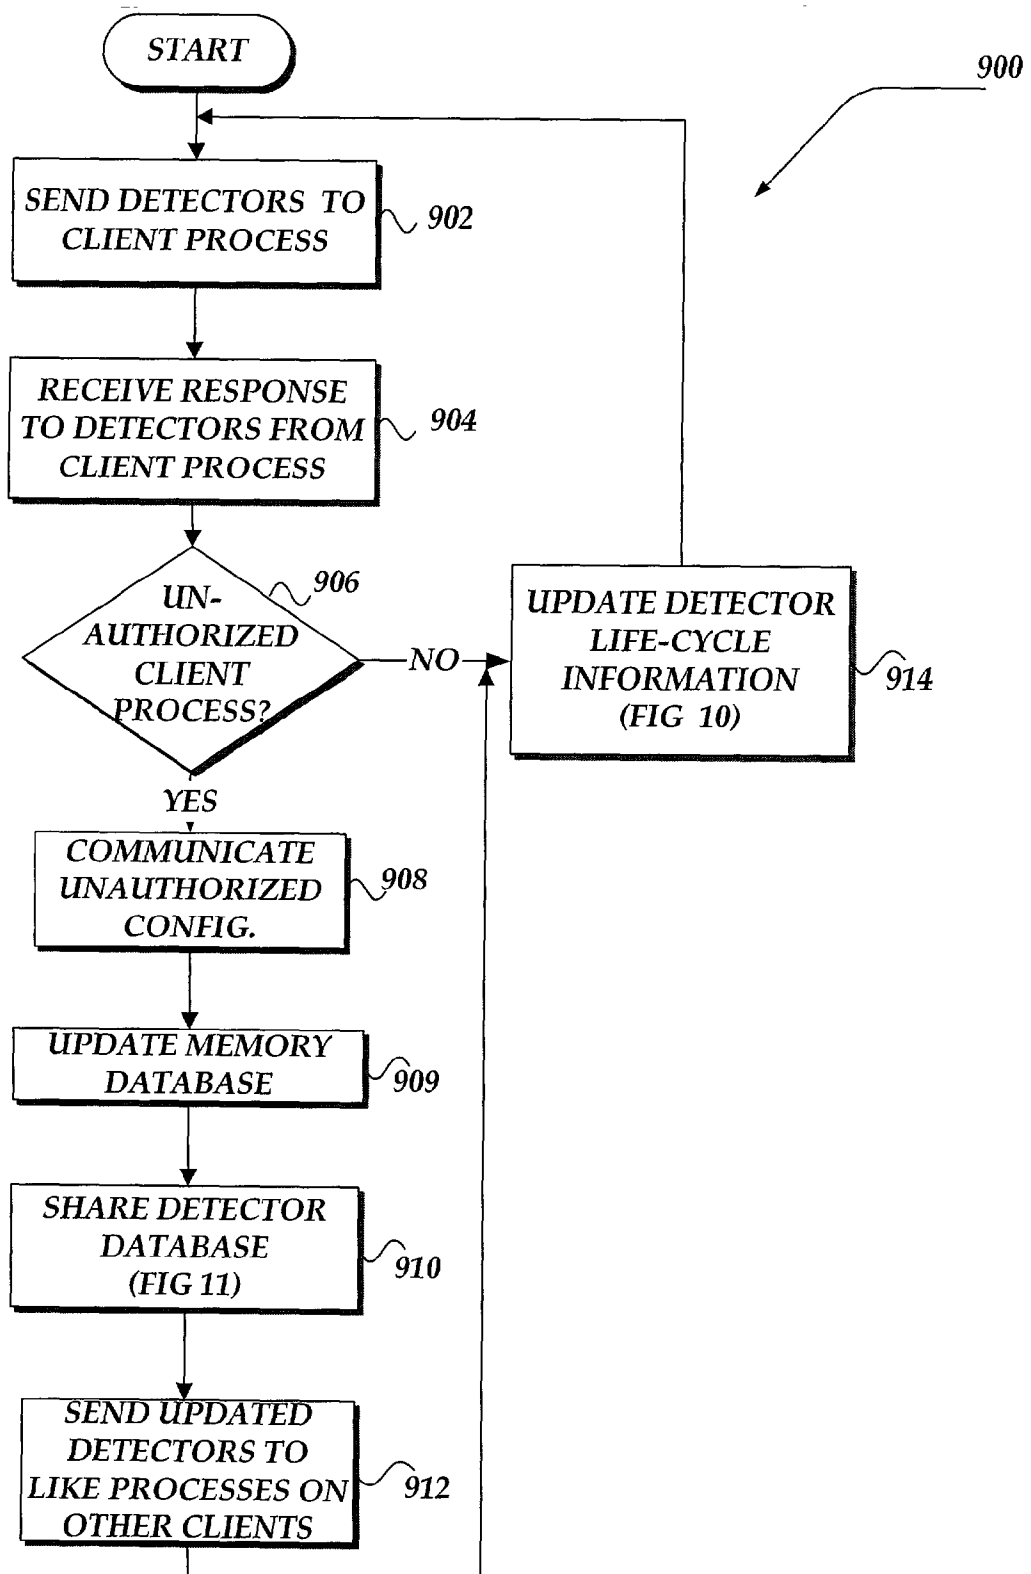 START
900
SEND DETECTORS TO
CLIENT PROCESS
902
RECEIVE RESPONSE
TO DETECTORS FROM
CLIENT PROCESS
904
UN-
AUTHORIZED
CLIENT
PROCESS?
906
NO
UPDATE DETECTOR
LIFE-CYCLE
INFORMATION
(FIG 10)
914
YES
COMMUNICATE
UNAUTHORIZED
CONFIG.
908
UPDATE MEMORY
DATABASE
909
SHARE DETECTOR
DATABASE
(FIG 11)
910
SEND UPDATED
DETECTORS TO
LIKE PROCESSES ON
OTHER CLIENTS
912